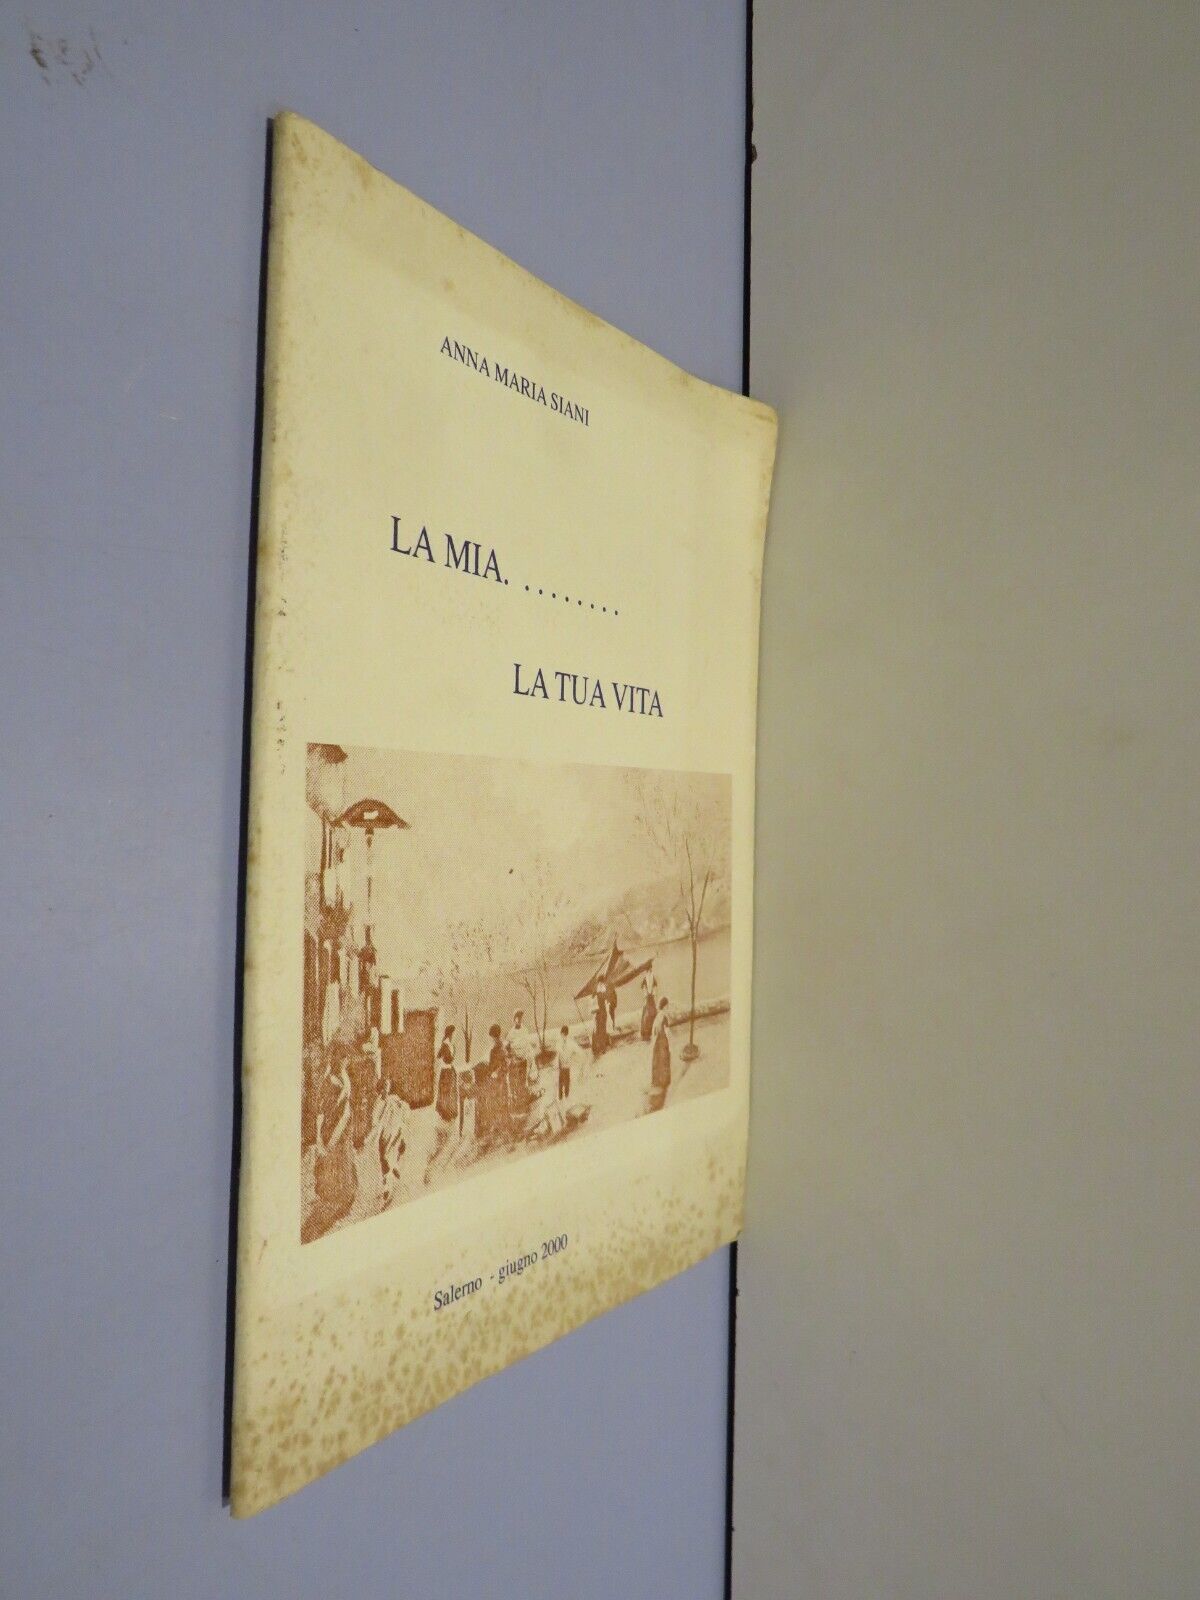 ANNA MARIA SIANI
LA MIA. ........
LA TUA VITA
Salerno - giugno 2000